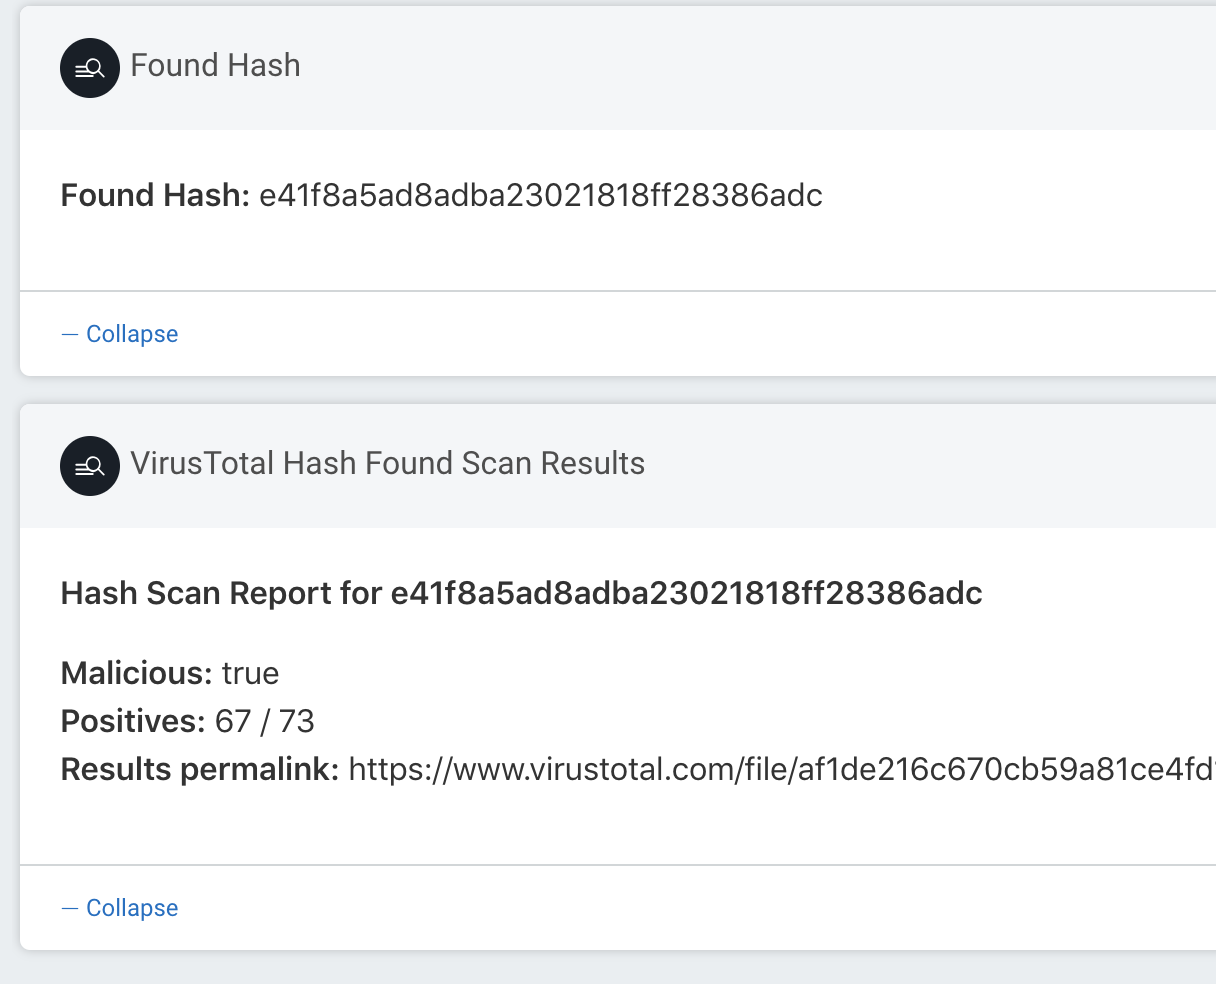 Found Hash
Found Hash: e41f8a5ad8adba23021818ff28386adc
— Collapse
VirusTotal Hash Found Scan Results
Hash Scan Report for e41f8a5ad8adba23021818ff28386adc
Malicious: true
Positives: 67 / 73
Results permalink: https://www.virustotal.com/file/af1de216c670cb59a81ce4fd
— Collapse